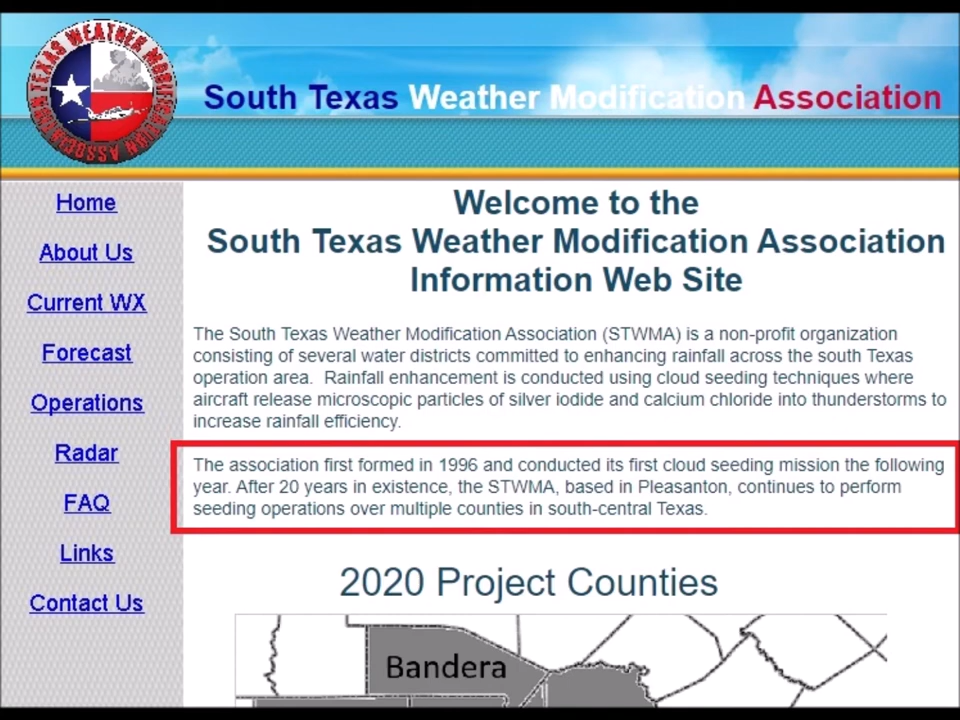 TEXAS WEATHER MODIFICATION ASSOCIATION
South Texas Weather Modification Association
Home
About Us
Current WX
Forecast
Operations
Radar
FAQ
Links
Contact Us
Welcome to the
South Texas Weather Modification Association
Information Web Site
The South Texas Weather Modification Association (STWMA) is a non-profit organization
consisting of several water districts committed to enhancing rainfall across the south Texas
operation area. Rainfall enhancement is conducted using cloud seeding techniques where
aircraft release microscopic particles of silver iodide and calcium chloride into thunderstorms to
increase rainfall efficiency.
The association first formed in 1996 and conducted its first cloud seeding mission the following
year. After 20 years in existence, the STWMA, based in Pleasanton, continues to perform
seeding operations over multiple counties in south-central Texas.
2020 Project Counties
Bandera